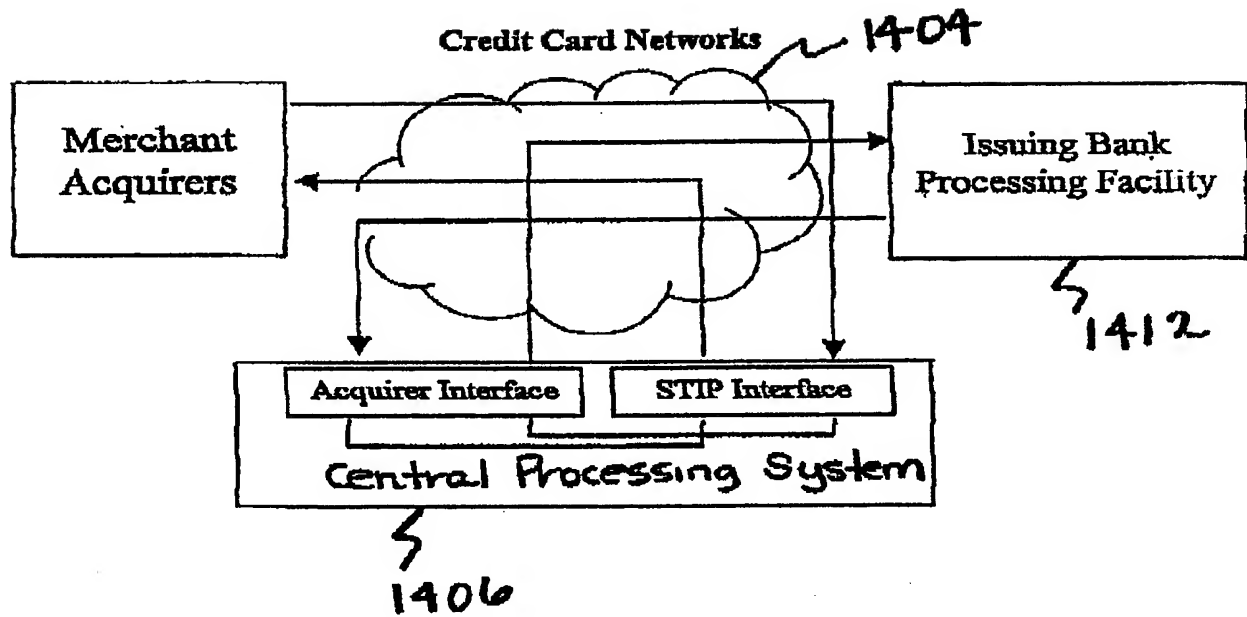 Credit Card Networks
1404
Merchant
Acquirers
Issuing Bank
Processing Facility
1412
Acquirer Interface
STIP Interface
Central Processing System
1406